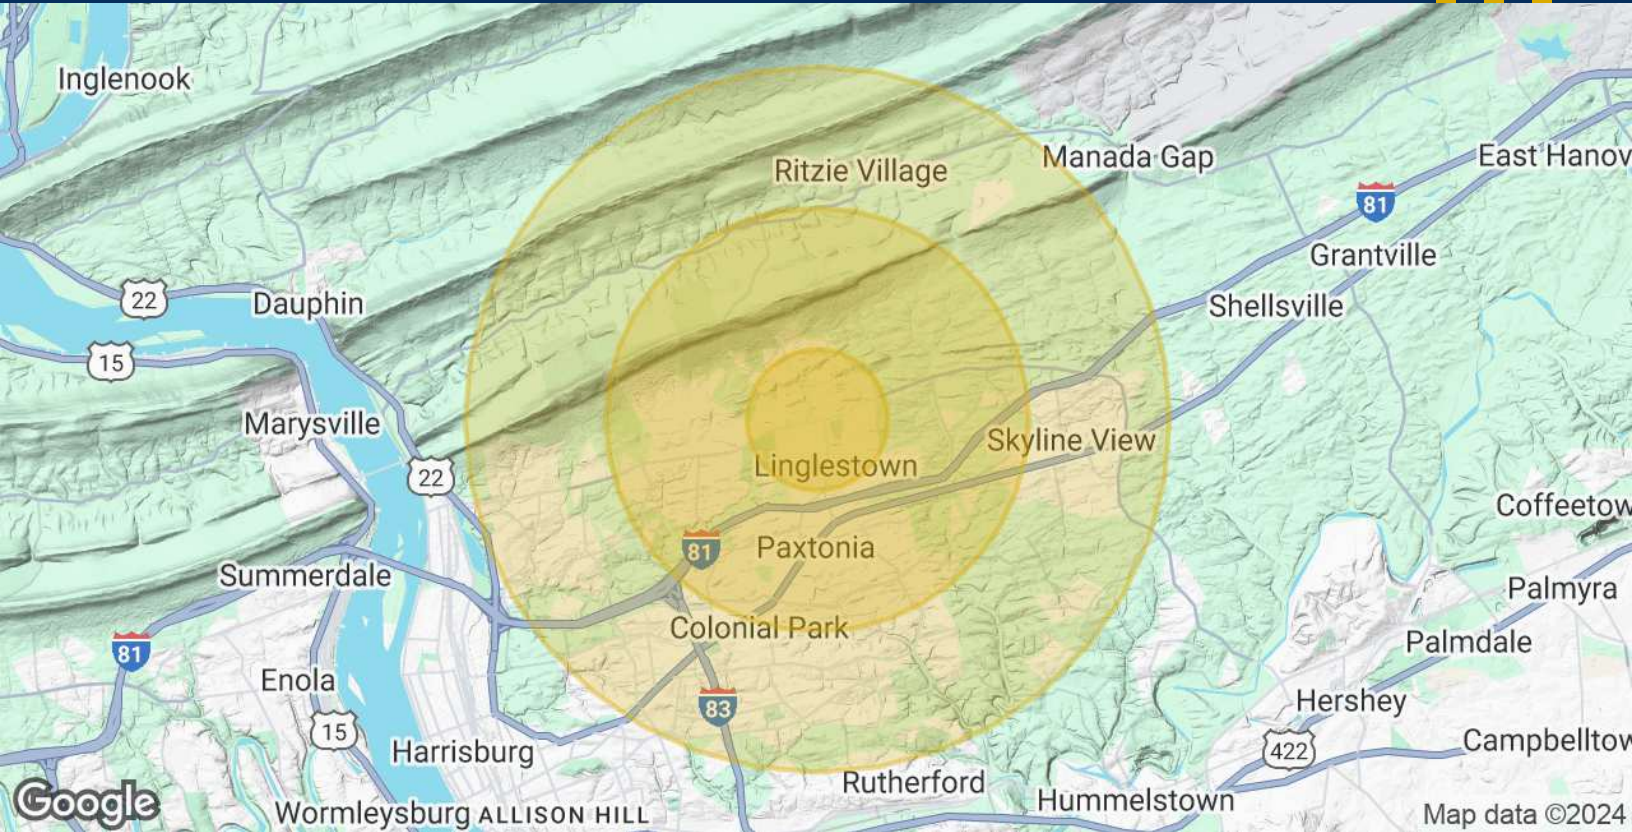 Inglenook
Ritzie Village
Manada Gap
East Hanov
81
Grantville
22
Dauphin
Shellsville
15
Marysville
Skyline View
Linglestown
22
Coffeetow
81
Paxtonia
Summerdale
Palmyra
Colonial Park
81
Palmdale
Enola
Hershey
83
15
Harrisburg
422
Campbelltow
Rutherford
Google
Wormleysburg
ALLISON HILL
Hummelstown
Map data ©2024